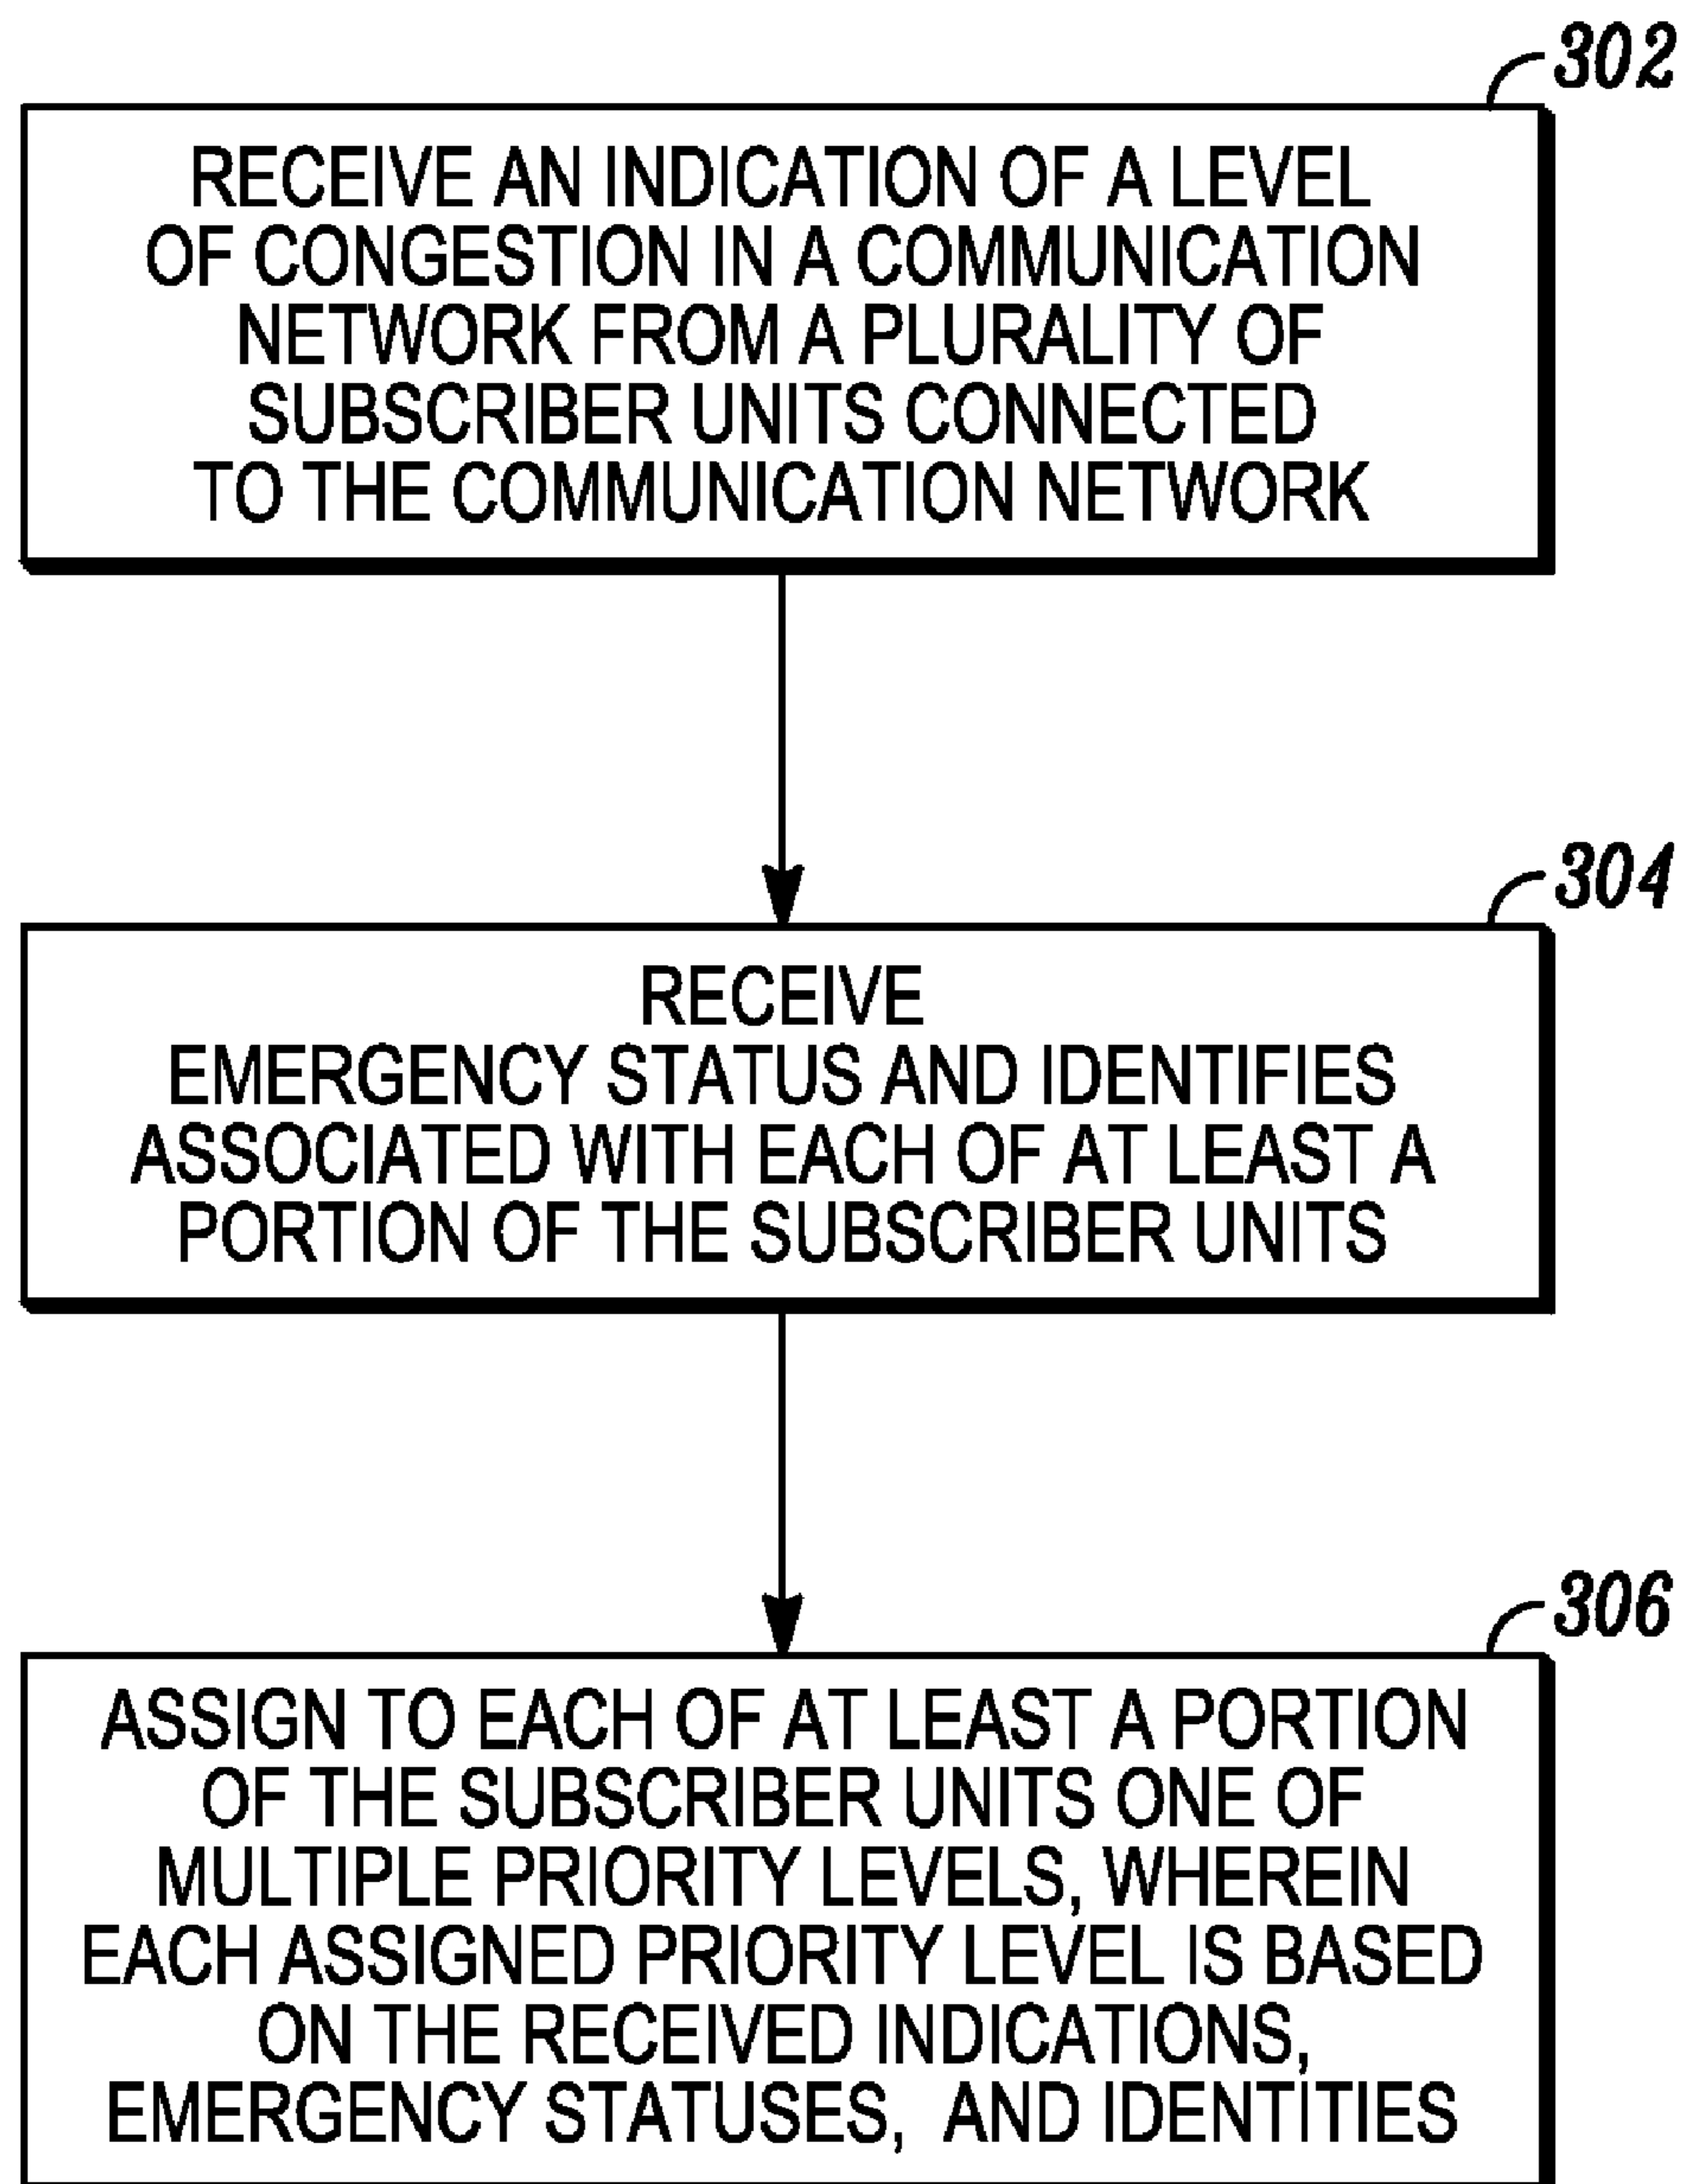 302
RECEIVE AN INDICATION OF A LEVEL
OF CONGESTION IN A COMMUNICATION
NETWORK FROM A PLURALITY OF
SUBSCRIBER UNITS CONNECTED
TO THE COMMUNICATION NETWORK
304
RECEIVE
EMERGENCY STATUS AND IDENTIFIES
ASSOCIATED WITH EACH OF AT LEAST A
PORTION OF THE SUBSCRIBER UNITS
306
ASSIGN TO EACH OF AT LEAST A PORTION
OF THE SUBSCRIBER UNITS ONE OF
MULTIPLE PRIORITY LEVELS, WHEREIN
EACH ASSIGNED PRIORITY LEVEL IS BASED
ON THE RECEIVED INDICATIONS,
EMERGENCY STATUSES, AND IDENTITIES